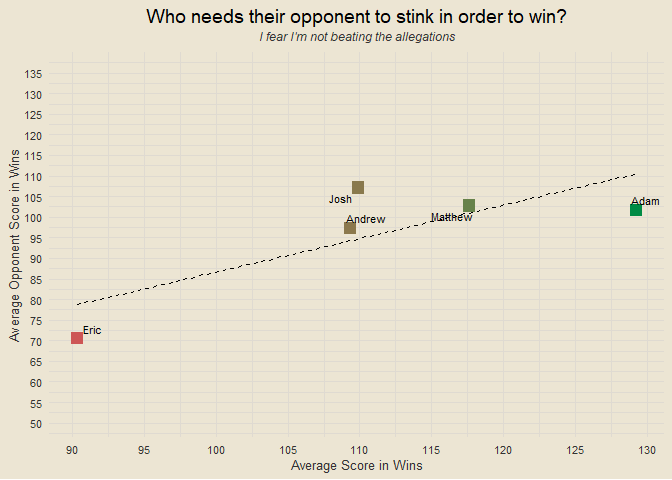 Who needs their opponent to stink in order to win?
I fear I'm not beating the allegations
Average Opponent Score in Wins
135
130
125
120
115
110
105
100
95
90
85
80
75
70
65
60
55
50
Josh
Andrew
Matthew
Adam
Eric
90 95 100 105 110 115 120 125 130
Average Score in Wins